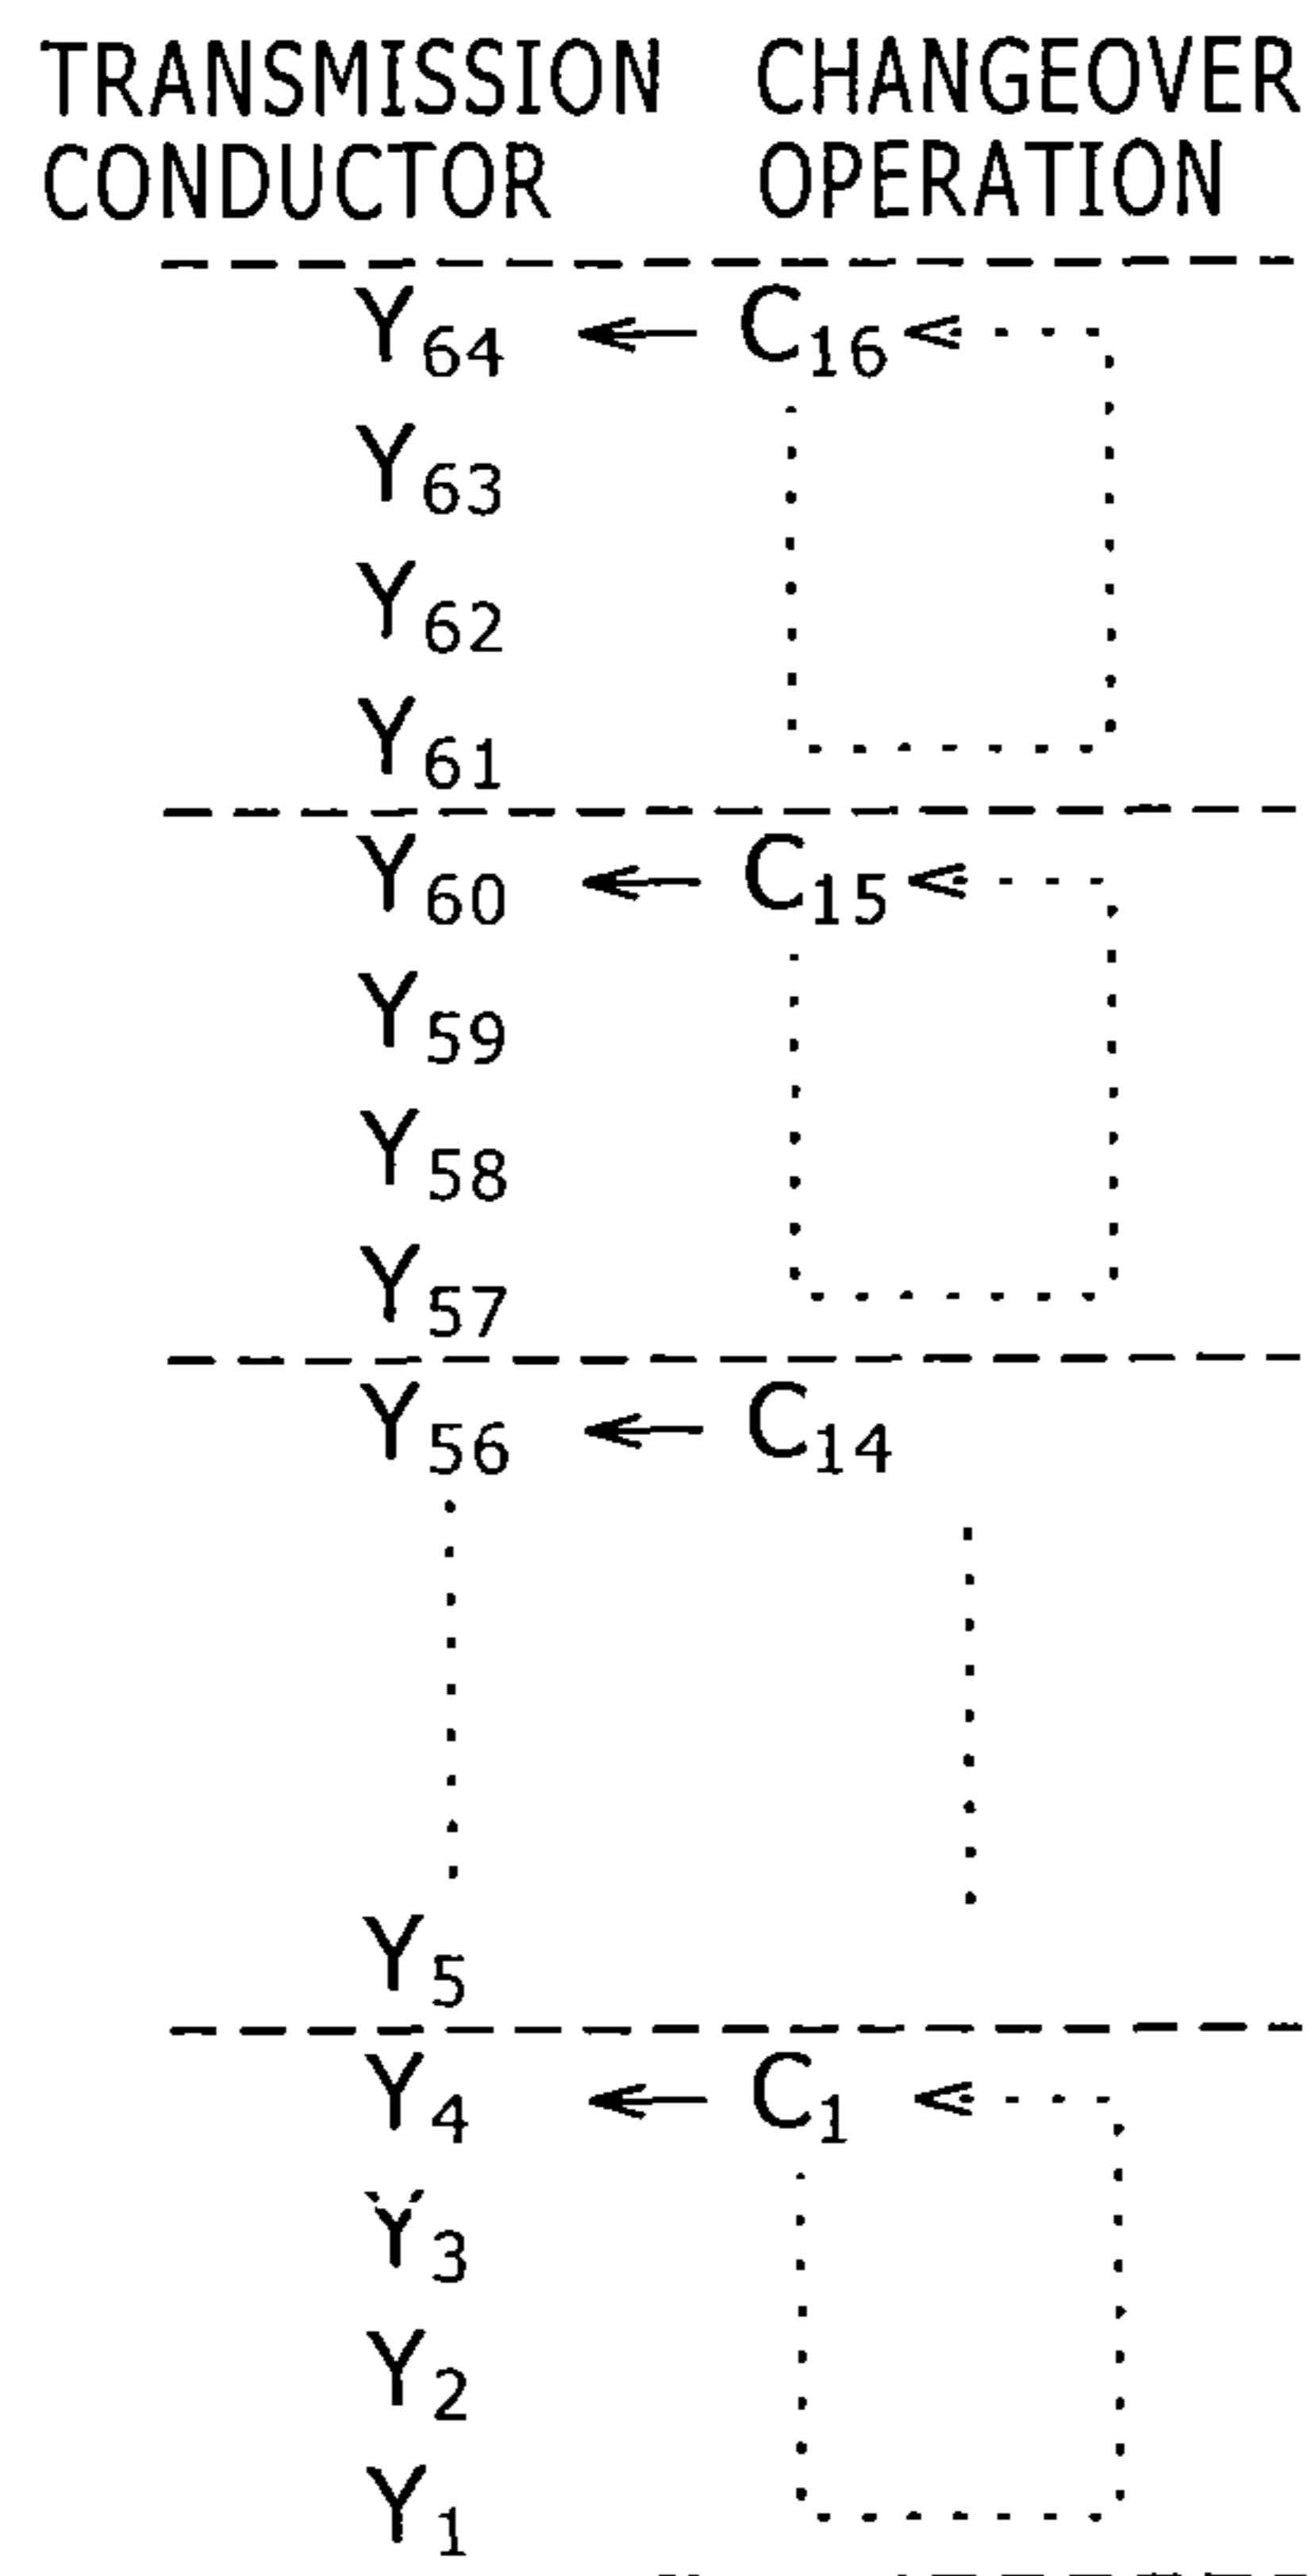 TRANSMISSION CHANGEOVER
CONDUCTOR OPERATION
Y64 ← C16
Y63
Y62
Y61
Y60 ← C15
Y59
Y58
Y57
Y56 ← C14
Y5
Y4 ← C1
Y3
Y2
Y1